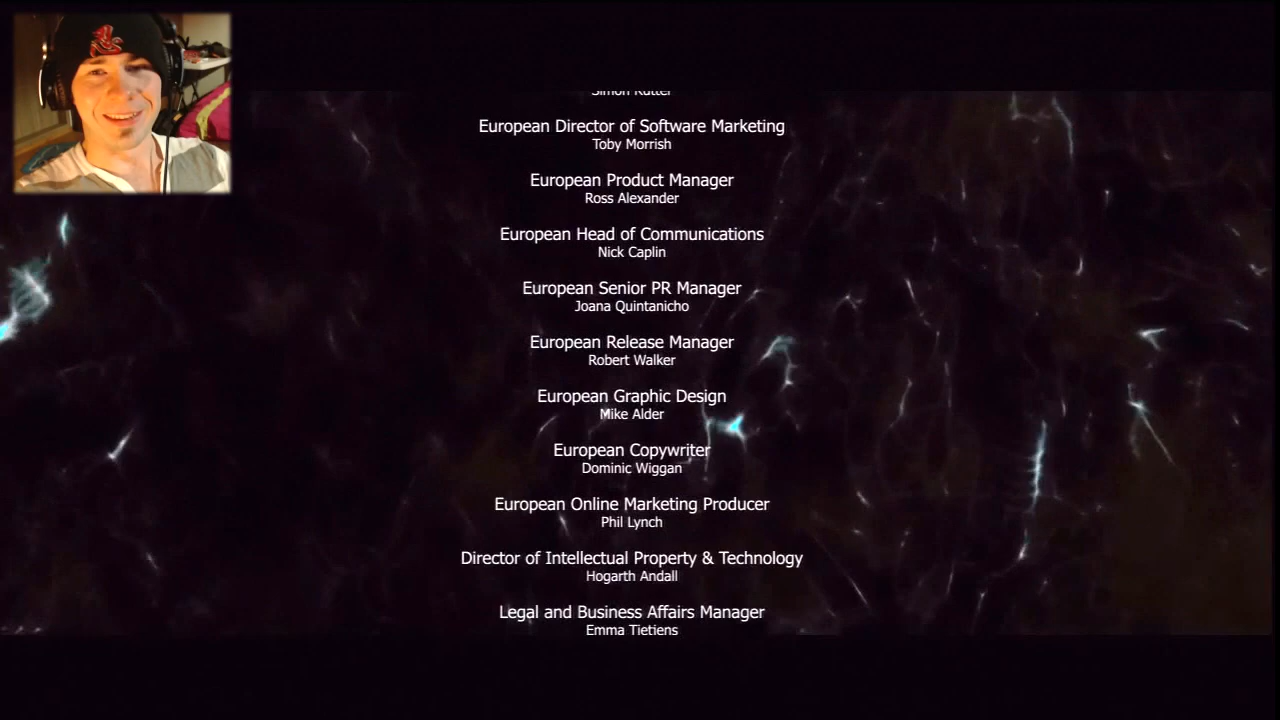 Simon Rutter
European Director of Software Marketing
Toby Morrish
European Product Manager
Ross Alexander
European Head of Communications
Nick Caplin
European Senior PR Manager
Joana Quintanicho
European Release Manager
Robert Walker
European Graphic Design
Mike Alder
European Copywriter
Dominic Wiggan
European Online Marketing Producer
Phil Lynch
Director of Intellectual Property & Technology
Hogarth Andall
Legal and Business Affairs Manager
Emma Tietiens